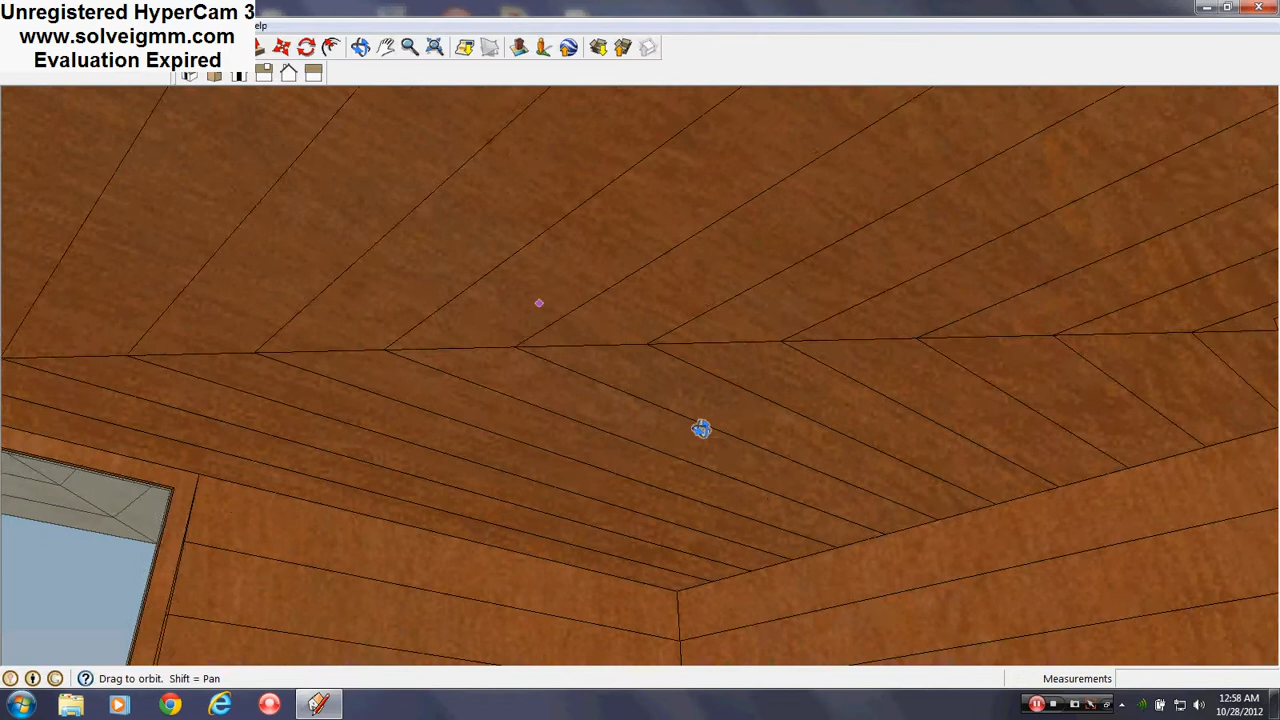 Unregistered HyperCam 3
www.solveigmm.com
Evaluation Expired
elp
Drag to orbit. Shift = Pan
Measurements
12:58 AM
10/28/2012